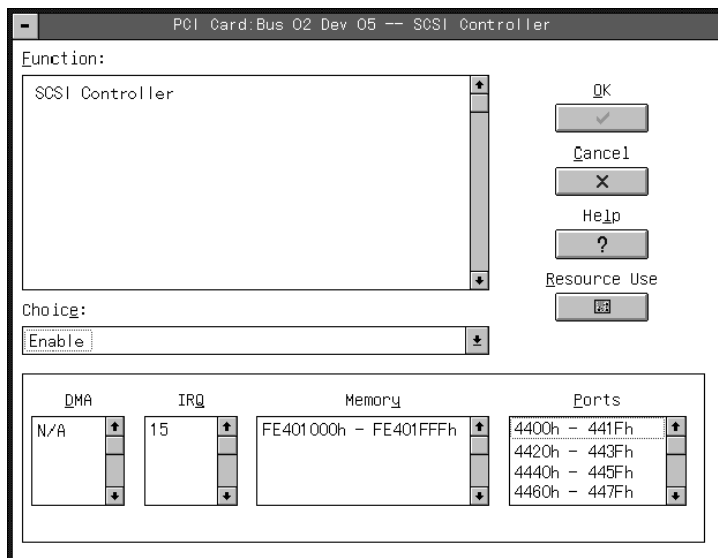 PCI Card:Bus 02 Dev 05 -- SCSI Controller
Function:
SCSI Controller
OK
Cancel
Help
?
Resource Use
Choice:
Enable
DMA
IRQ
Memory
Ports
N/A
15
FE401000h - FE401FFFh
4400h - 441Fh
4420h - 443Fh
4440h - 445Fh
4460h - 447Fh